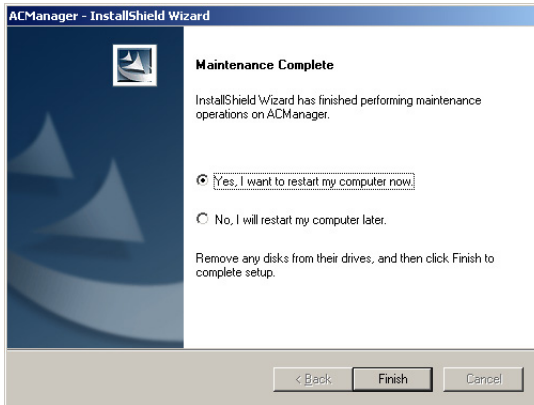 ACManager - InstallShield Wizard
Maintenance Complete
InstallShield Wizard has finished performing maintenance
operations on ACManager.
Yes, I want to restart my computer now.
No, I will restart my computer later.
Remove any disks from their drives, and then click Finish to
complete setup.
< Back Finish Cancel